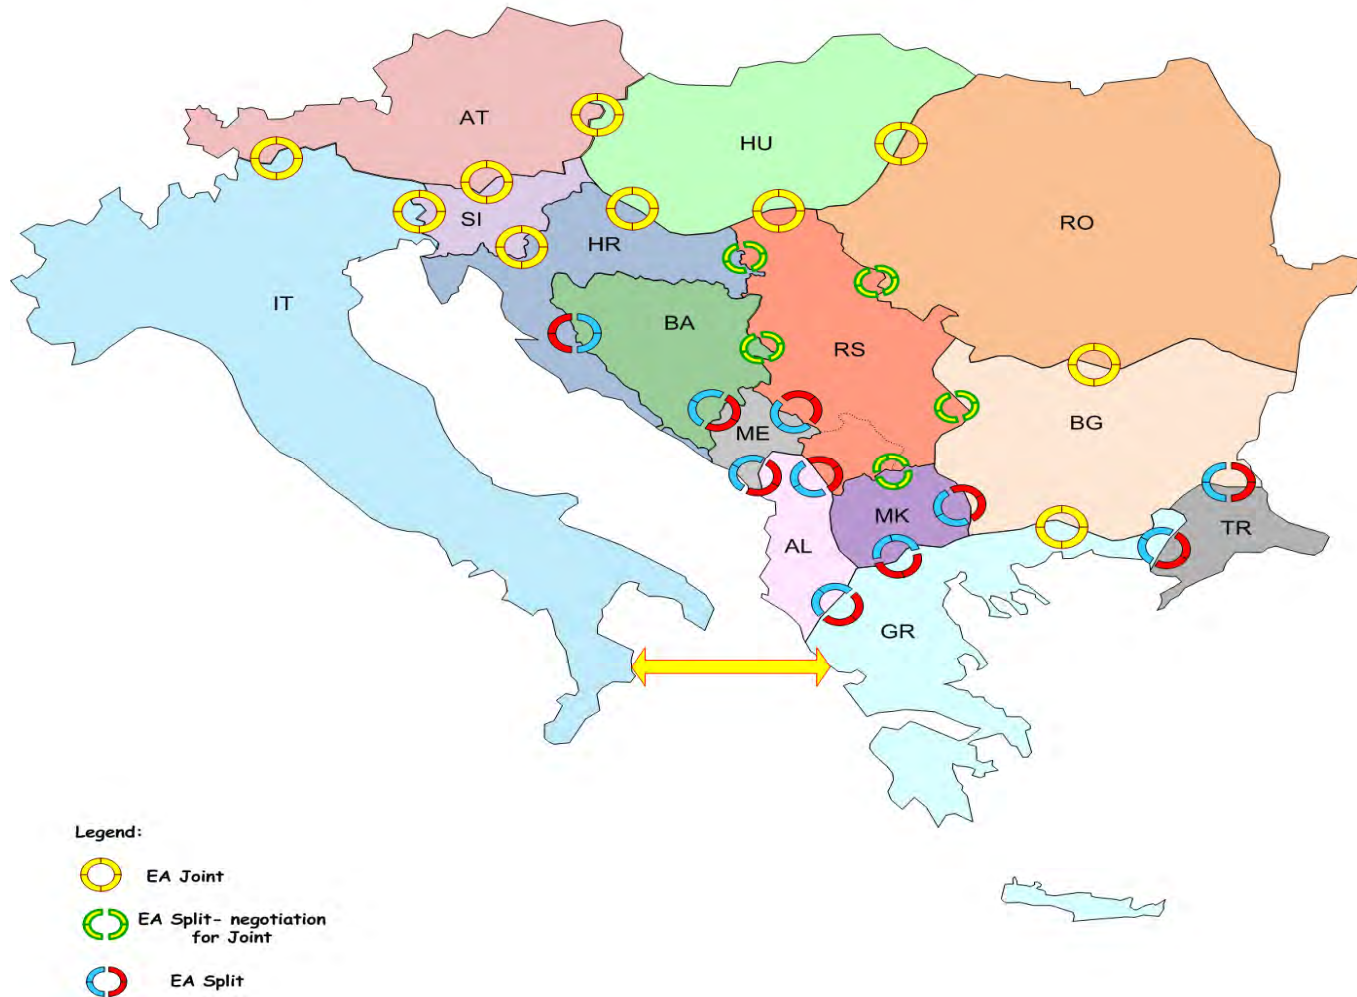 AT
HU
SI
RO
HR
IT
BA
RS
BG
ME
MK
TR
AL
GR
Legend:
EA Joint
EA Split- negotiation
for Joint
EA Split